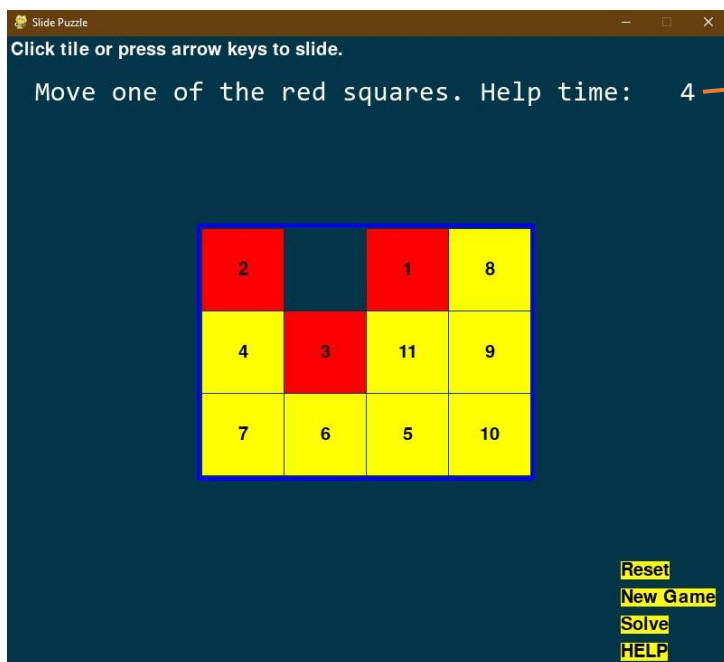 Slide Puzzle
Click tile or press arrow keys to slide.
Move one of the red squares. Help time: 4
2 1 8
4 3 11 9
7 6 5 10
Reset
New Game
Solve
HELP